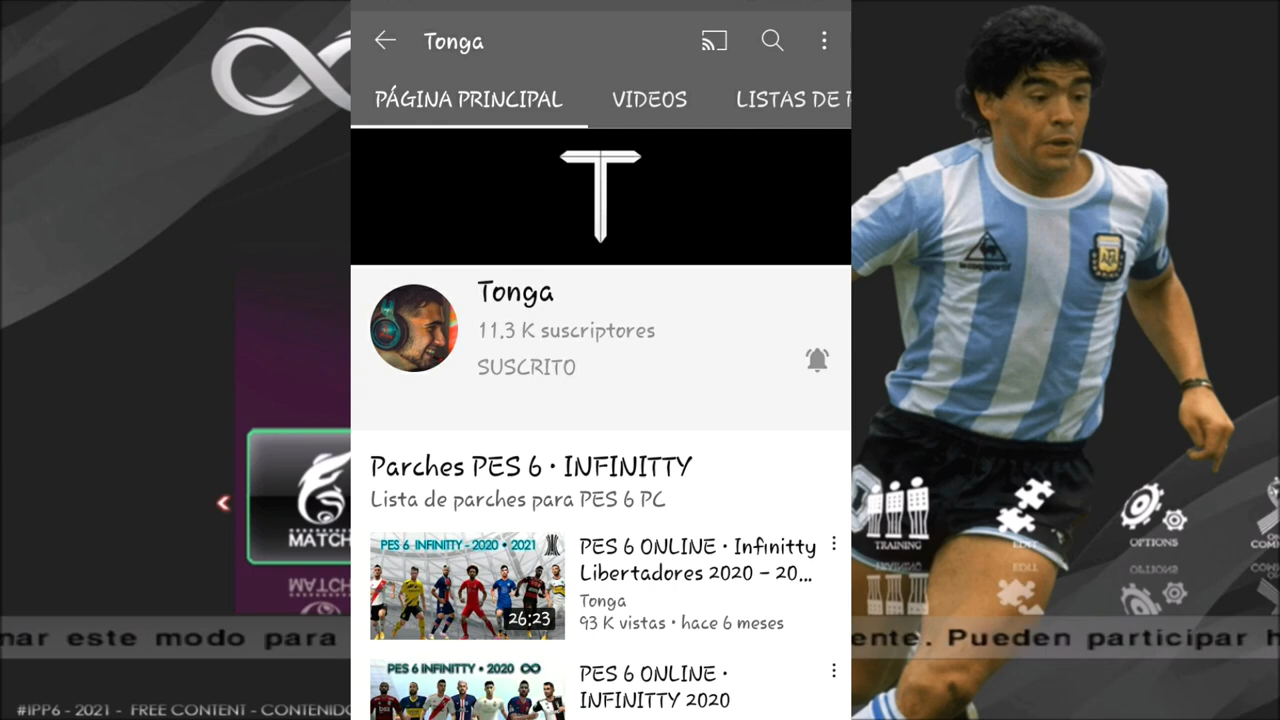 Tonga
PÁGINA PRINCIPAL VIDEOS LISTAS DE
T
Tonga
11.3 K suscriptores
SUSCRITO
Parches PES 6 • INFINITTY
Lista de parches para PES 6 PC
PES 6 INFINITTY - 2020 • 2021
26:23
PES 6 ONLINE • Infinitty
Libertadores 2020 - 20...
Tonga
93 K vistas • hace 6 meses
PES 6 INFINITTY • 2020
PES 6 ONLINE •
INFINITTY 2020
MATCH
TRAINING
EDIT
OPTIONS
AFA
nar este modo para
ente. Pueden participar h
#IPP6 - 2021 - FREE CONTENT - CONTENIDO